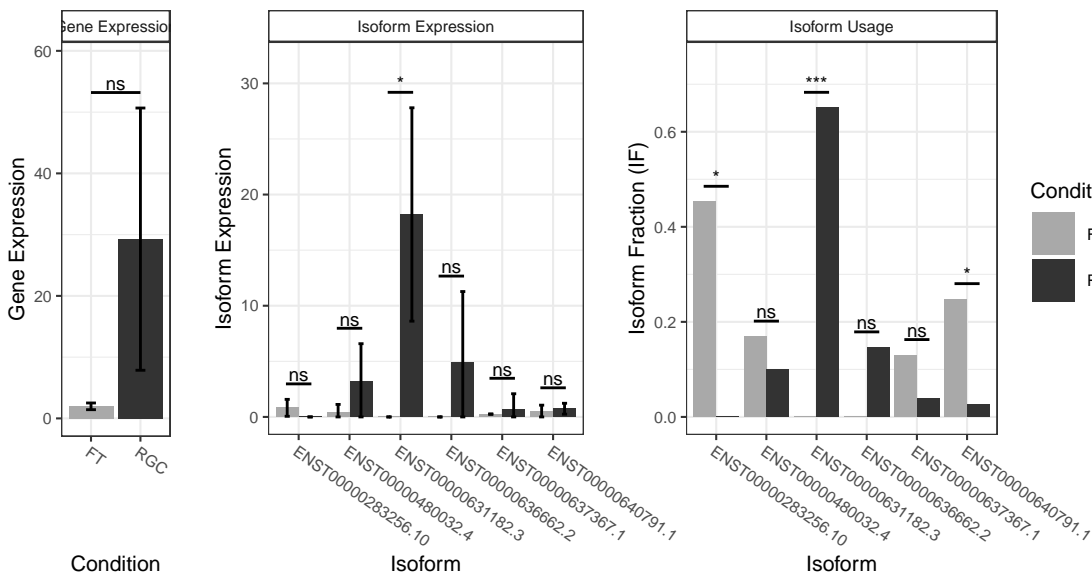 Gene Expression
Isoform Expression
Isoform Usage
Gene Expression
60
40
20
0
ns
FT
RGC
Condition
Isoform Expression
30
20
10
0
ns
ns
*
ns
ns
ns
ENST00000283256.10
ENST00000480032.4
ENST00000631182.3
ENST00000636662.2
ENST00000637367.1
ENST00000640791.1
Isoform
Isoform Fraction (IF)
0.6
0.4
0.2
0.0
*
ns
***
ns
ns
*
ENST00000283256.10
ENST00000480032.4
ENST00000631182.3
ENST00000636662.2
ENST00000637367.1
ENST00000640791.1
Isoform
Condit
F
F